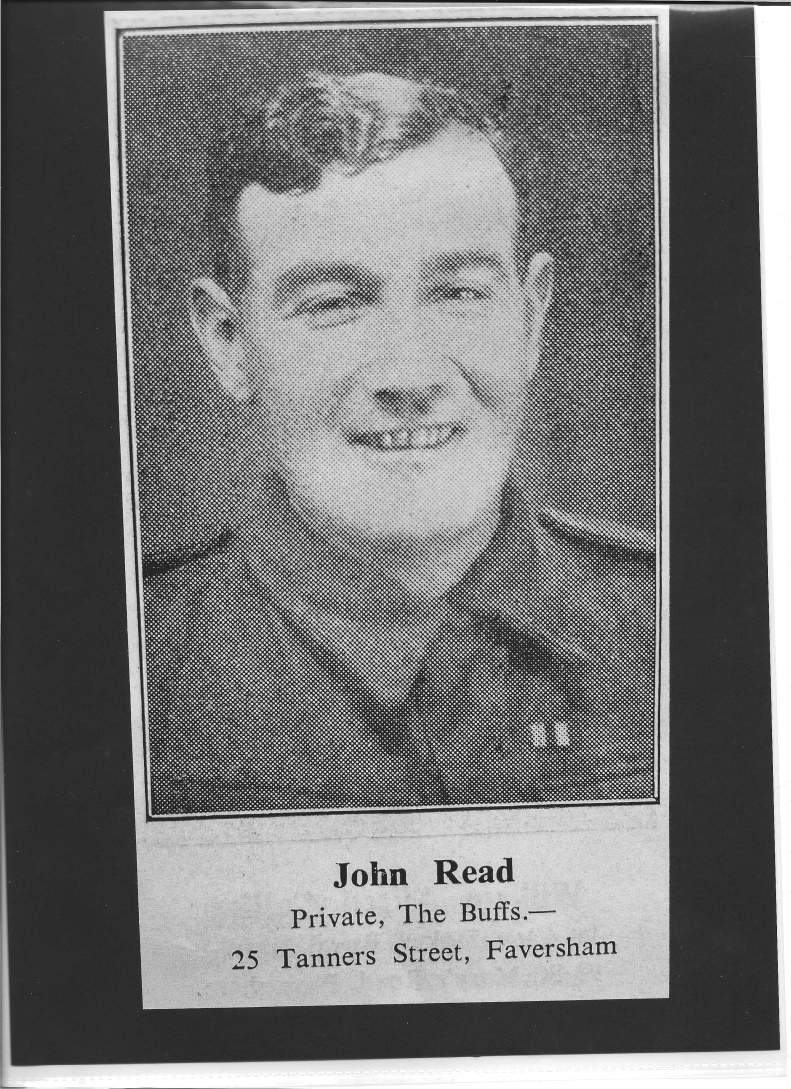 John Read
Private, The Buffs.—
25 Tanners Street, Faversham